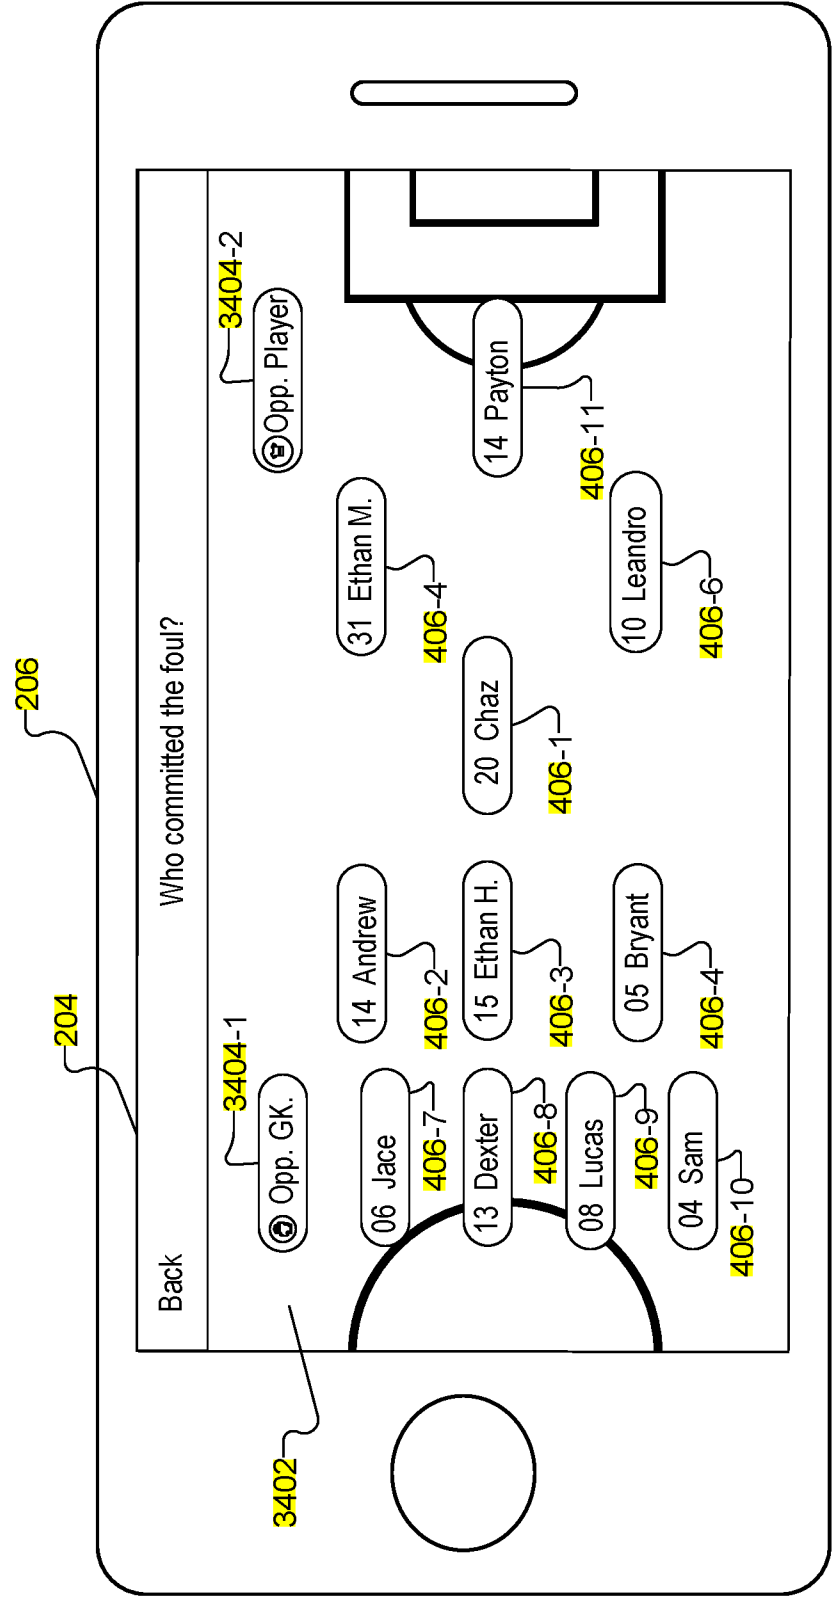 206
204
Back
Who committed the foul?
3402
3404-1
Opp. GK.
3404-2
Opp. Player
06 Jace
406-7
14 Andrew
406-2
31 Ethan M.
406-4
13 Dexter
406-8
15 Ethan H.
406-3
20 Chaz
406-1
14 Payton
406-11
08 Lucas
406-9
05 Bryant
406-4
10 Leandro
406-6
04 Sam
406-10